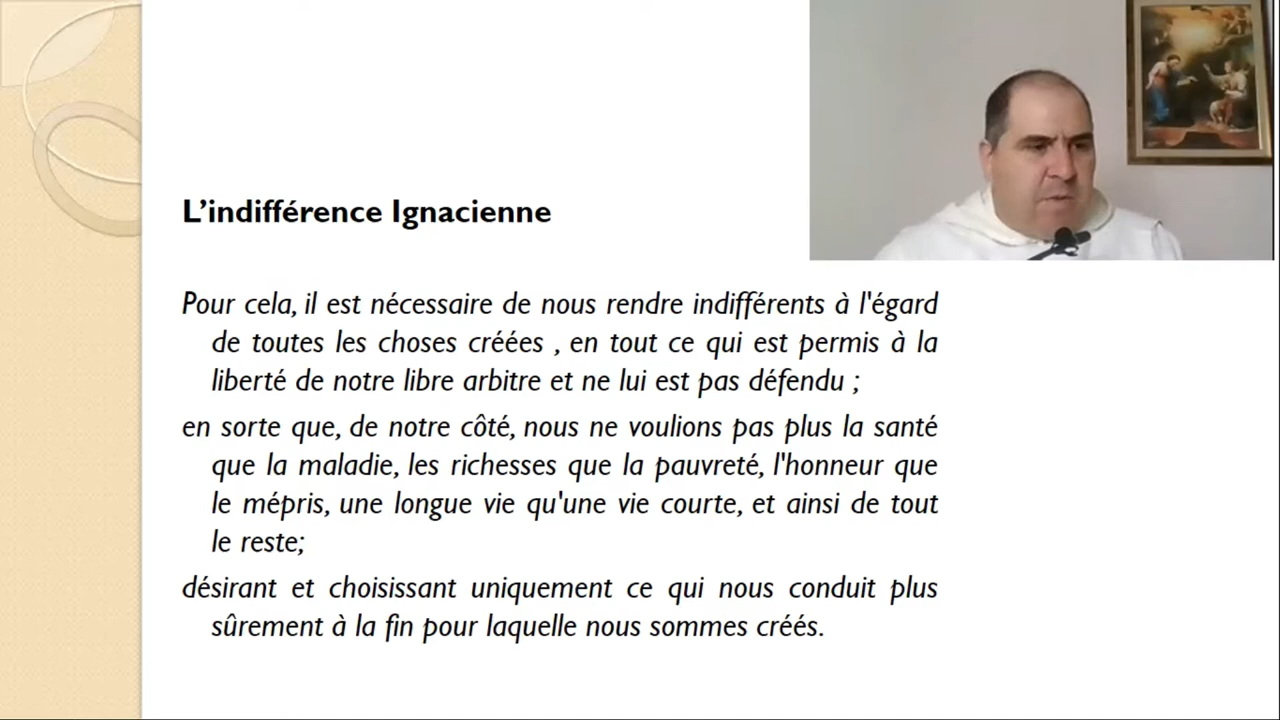 L’indifférence Ignacienne
Pour cela, il est nécessaire de nous rendre indifférents à l'égard
de toutes les choses créées , en tout ce qui est permis à la
liberté de notre libre arbitre et ne lui est pas défendu ;
en sorte que, de notre côté, nous ne voulions pas plus la santé
que la maladie, les richesses que la pauvreté, l'honneur que
le mépris, une longue vie qu'une vie courte, et ainsi de tout
le reste;
désirant et choisissant uniquement ce qui nous conduit plus
sûrement à la fin pour laquelle nous sommes créés.